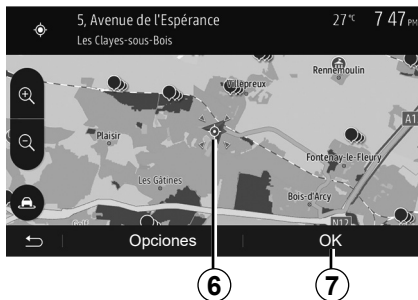 5, Avenue de l'Espérance
27°C
7 47 PM
Les Clayes-sous-Bois
Rennemoulin
Villepreux
A1
Plaisir
Fontenay-le-Fleury
Les Gâtines
Bois-d'Arcy
N12
Opciones
OK
6
7